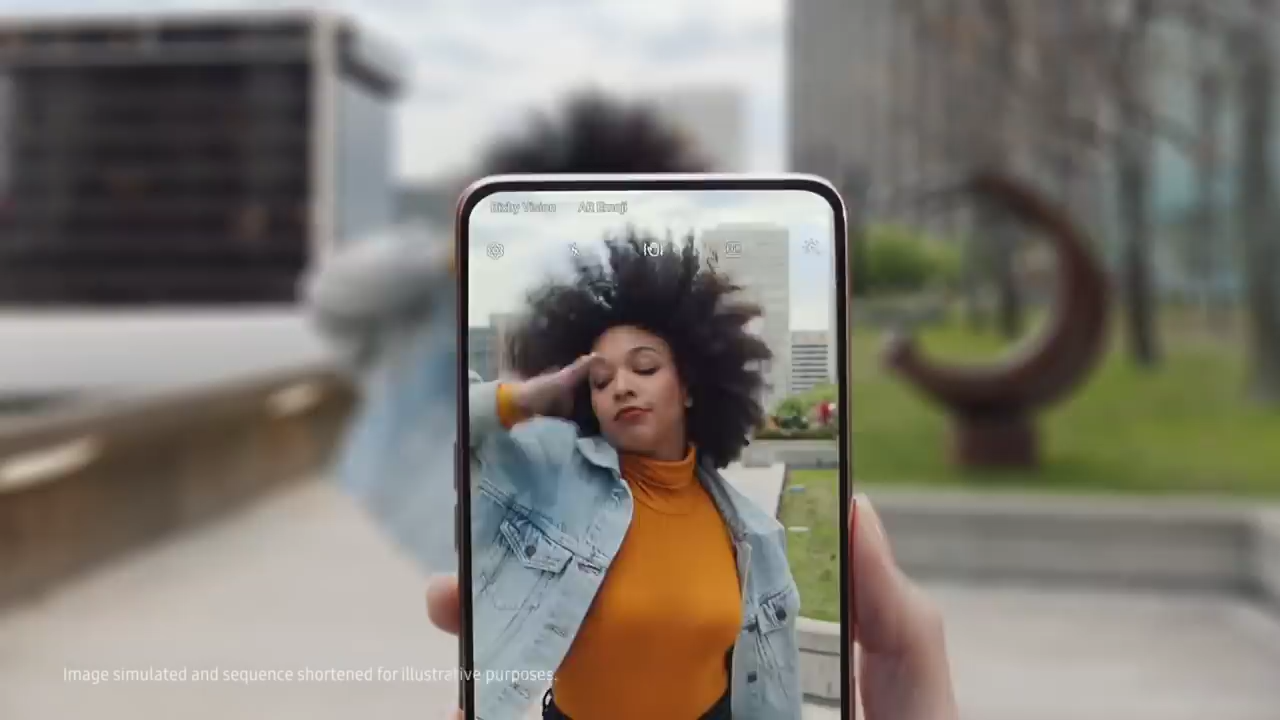 Bixby Vision AR Emoji
Image simulated and sequence shortened for illustrative purposes.